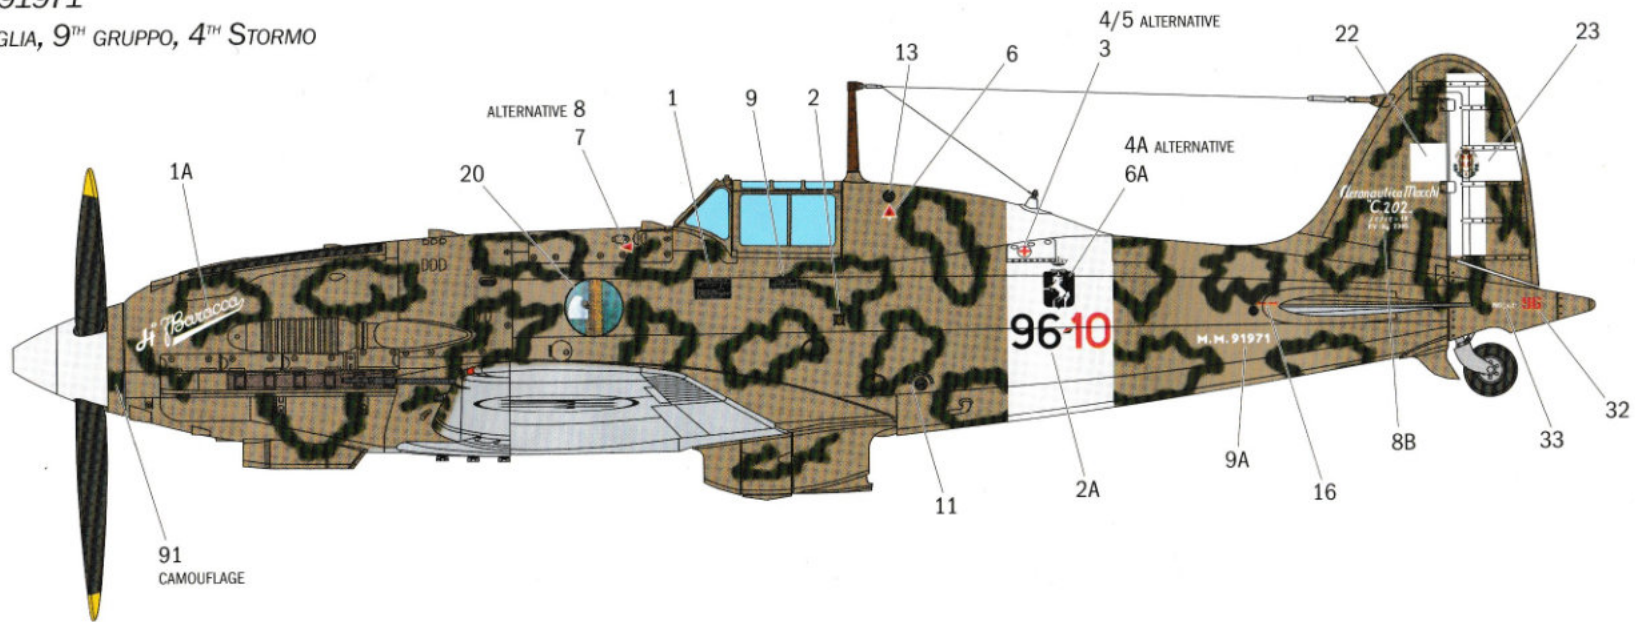 91971
GLIA, 9TH GRUPPO, 4TH STORMO
4/5 ALTERNATIVE
3
22
23
13
6
ALTERNATIVE 8
7
1
9
2
4A ALTERNATIVE
6A
1A
20
Aeronautica Macchi
C.202
4° Baracca
96-10
M.M. 91971
96
32
33
8B
9A
16
2A
11
91
CAMOUFLAGE